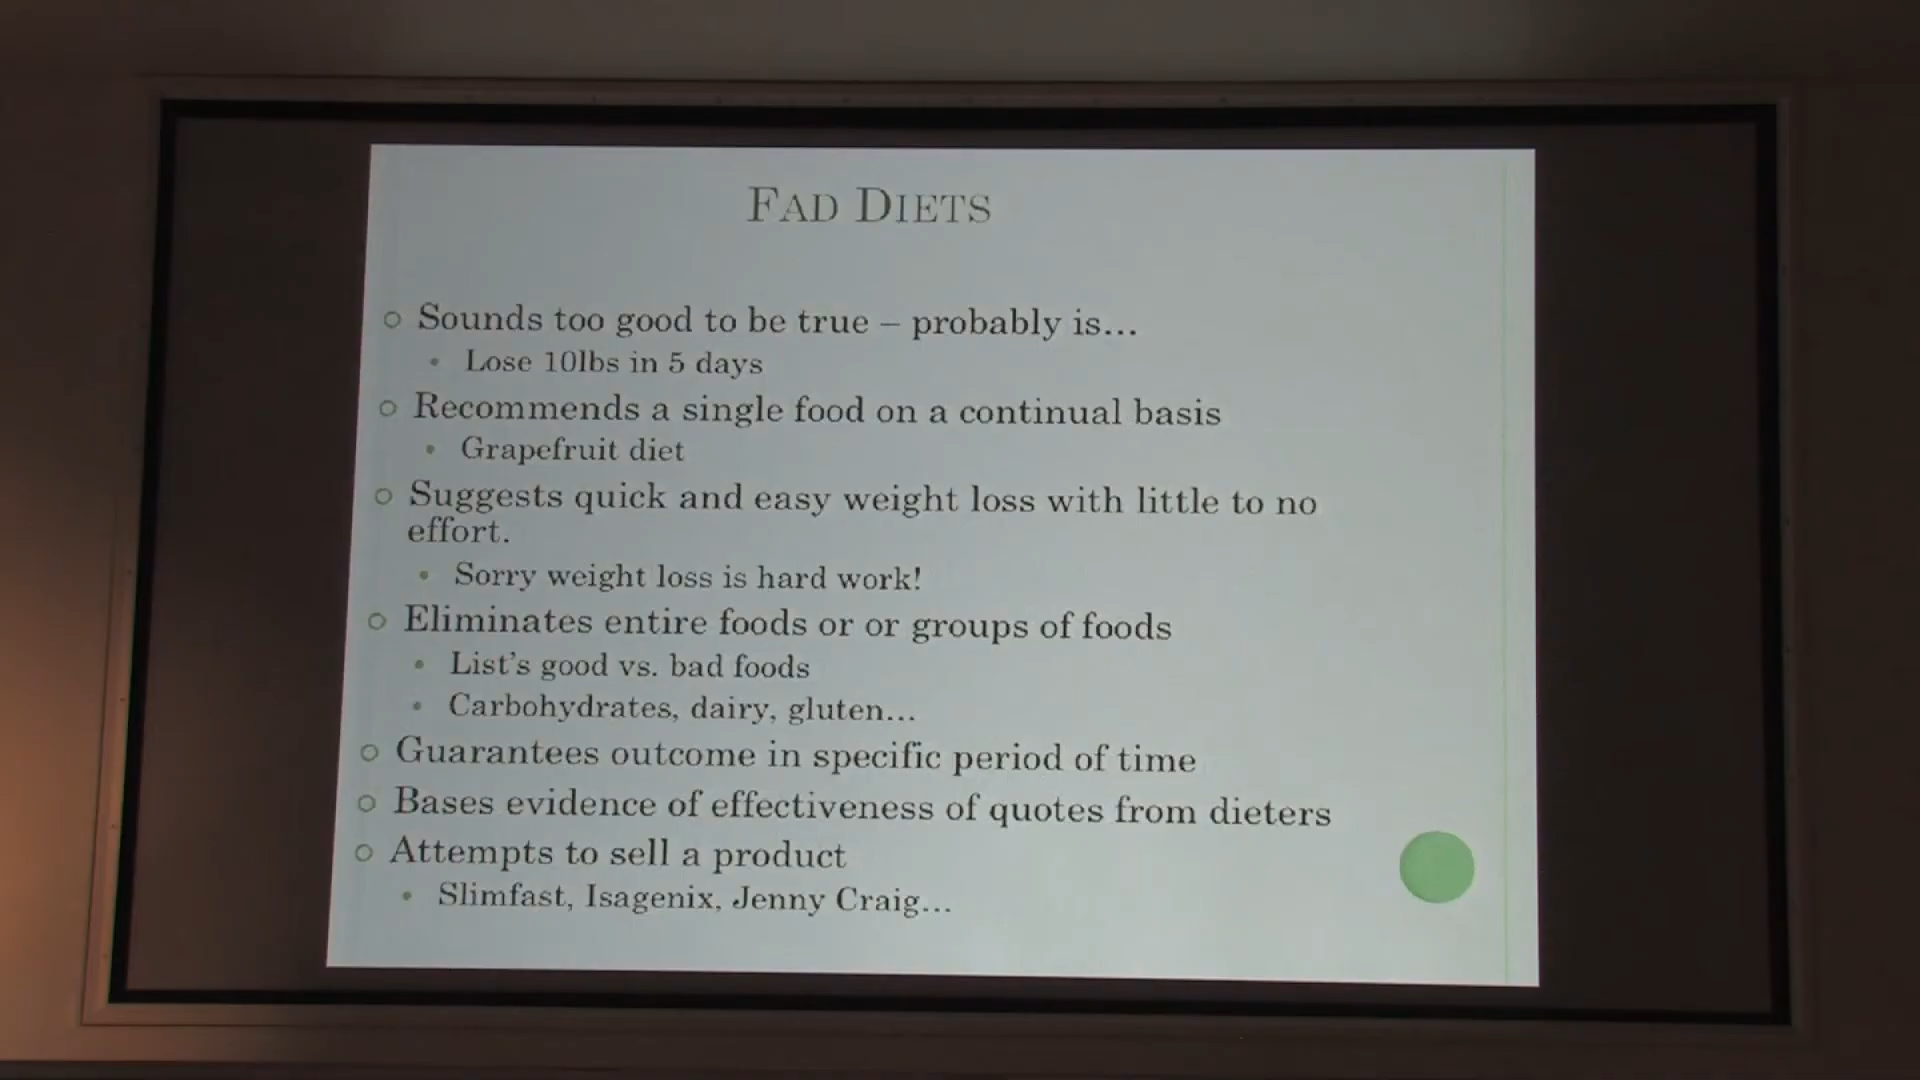 FAD DIETS
Sounds too good to be true – probably is...
Lose 10lbs in 5 days
Recommends a single food on a continual basis
Grapefruit diet
Suggests quick and easy weight loss with little to no
effort.
Sorry weight loss is hard work!
Eliminates entire foods or or groups of foods
List's good vs. bad foods
Carbohydrates, dairy, gluten...
Guarantees outcome in specific period of time
Bases evidence of effectiveness of quotes from dieters
Attempts to sell a product
Slimfast, Isagenix, Jenny Craig...